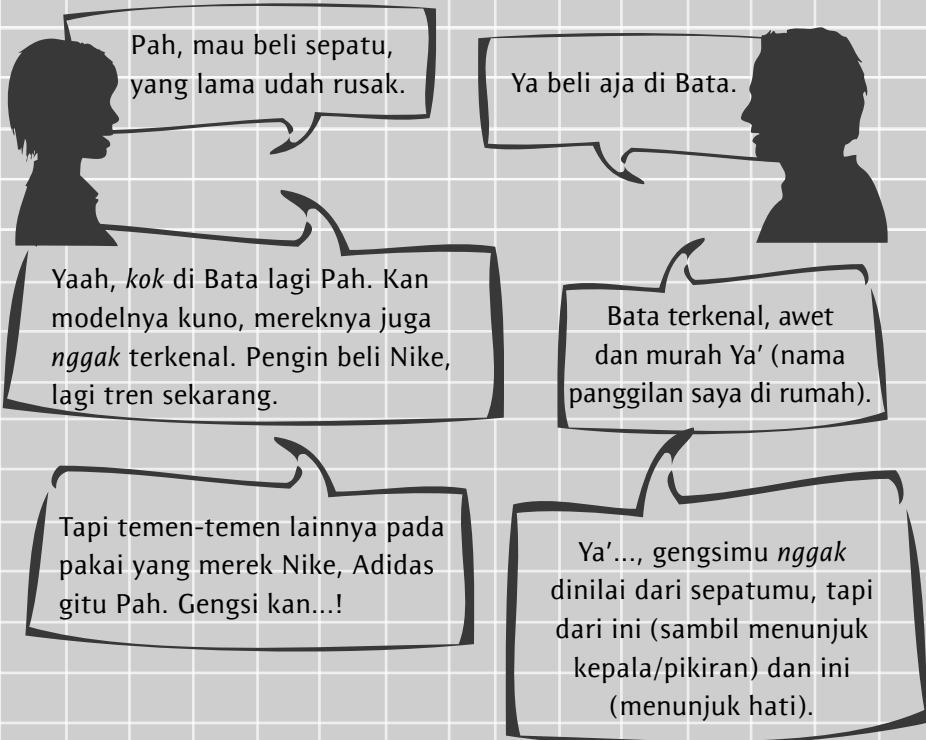 Pah, mau beli sepatu,
yang lama udah rusak.
Ya beli aja di Bata.
Yaah, kok di Bata lagi Pah. Kan
modelnya kuno, mereknya juga
nggak terkenal. Pengin beli Nike,
lagi tren sekarang.
Bata terkenal, awet
dan murah Ya’ (nama
panggilan saya di rumah).
Tapi temen-temen lainnya pada
pakai yang merek Nike, Adidas
gitu Pah. Gengsi kan...!
Ya’..., gengsimu nggak
dinilai dari sepatumu, tapi
dari ini (sambil menunjuk
kepala/pikiran) dan ini
(menunjuk hati).